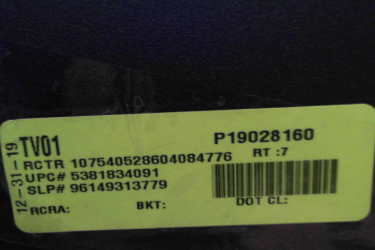 12-31-19
TV01 P19028160
RCTR 107540528604084776 RT :7
UPC# 5381834091
SLP# 96149313779
RCRA: BKT: DOT CL: